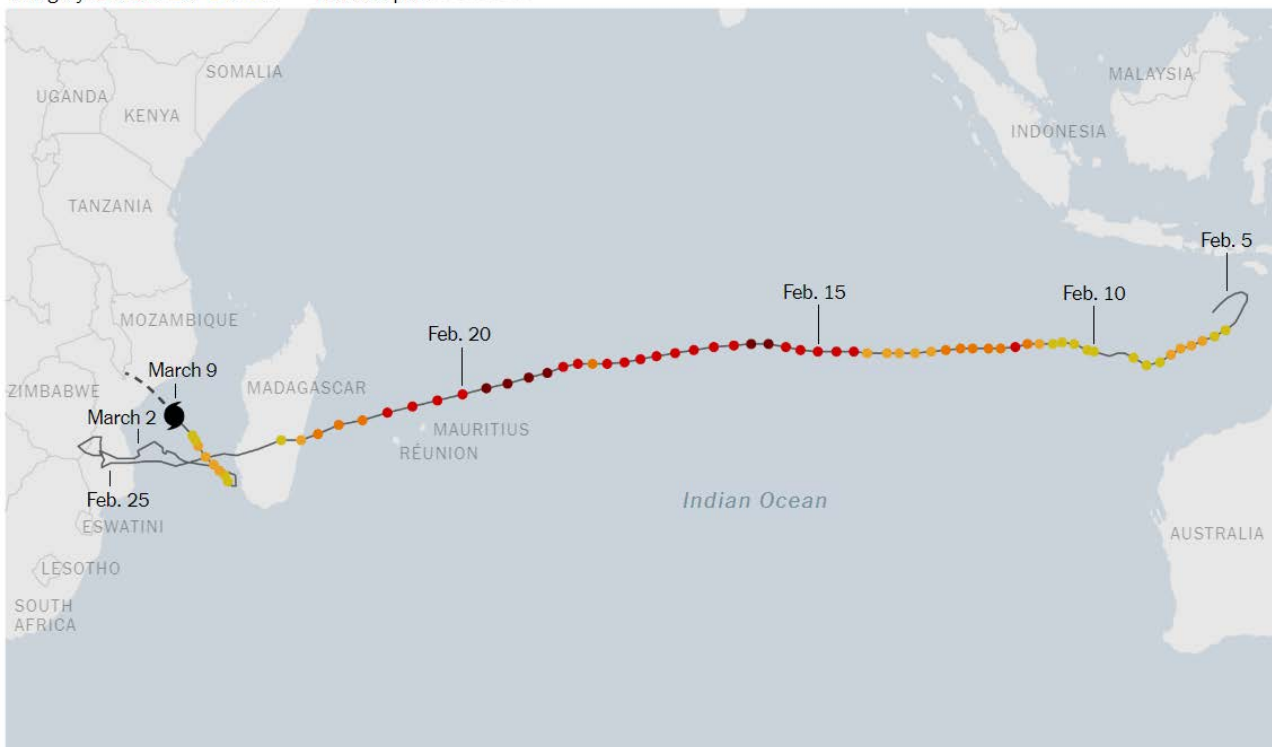 SOMALIA
UGANDA
KENYA
TANZANIA
MALAYSIA
INDONESIA
Feb. 5
Feb. 15
Feb. 10
MOZAMBIQUE
Feb. 20
March 9
ZIMBABWE
MADAGASCAR
March 2
MAURITIUS
RÉUNION
Feb. 25
Indian Ocean
ESWATINI
AUSTRALIA
LESOTHO
SOUTH
AFRICA